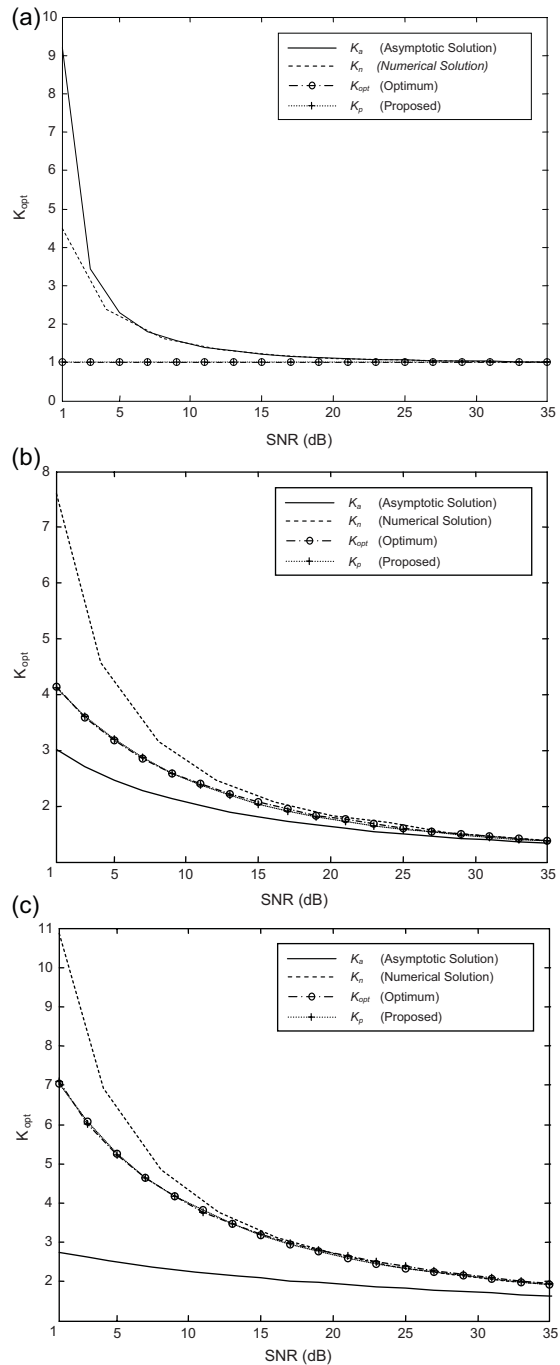 (a)
10
9
8
7
6
5
4
3
2
1
0
K_opt
K_a (Asymptotic Solution)
K_n (Numerical Solution)
K_opt (Optimum)
K_p (Proposed)
1 5 10 15 20 25 30 35
SNR (dB)
(b)
8
7
6
5
4
3
2
1
K_opt
K_a (Asymptotic Solution)
K_n (Numerical Solution)
K_opt (Optimum)
K_p (Proposed)
1 5 10 15 20 25 30 35
SNR (dB)
(c)
11
10
9
8
7
6
5
4
3
2
1
K_opt
K_a (Asymptotic Solution)
K_n (Numerical Solution)
K_opt (Optimum)
K_p (Proposed)
5 10 15 20 25 30 35
SNR (dB)